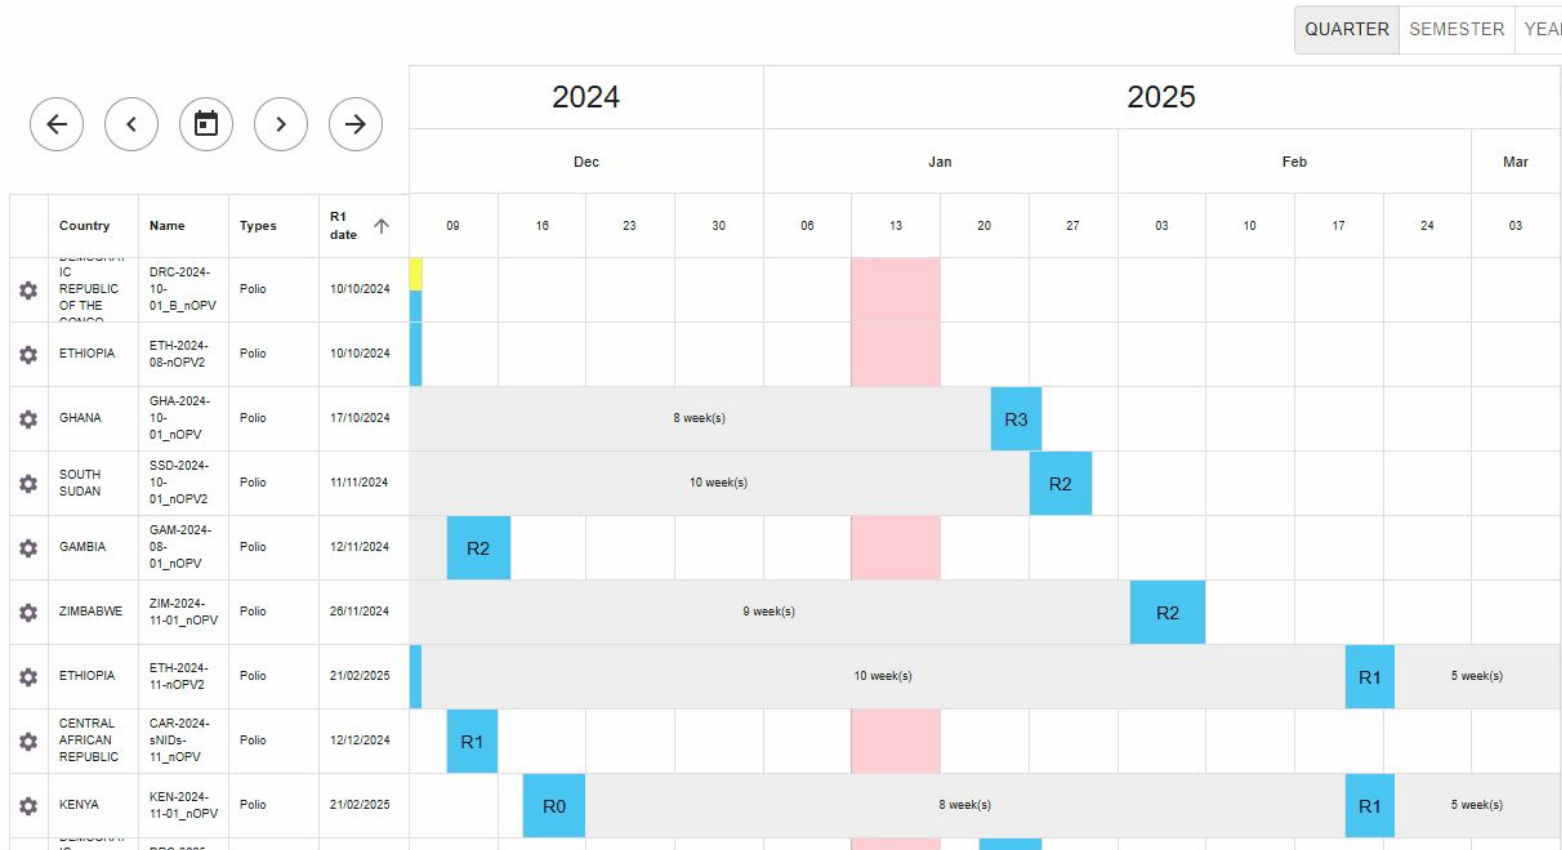 QUARTER SEMESTER
2024 2025
Dec Jan Feb Mar
Country Name Types R1 date 09 16 23 30 06 13 20 27 03 10 17 24 03
IC
REPUBLIC
OF THE
DRC-2024-
10-
01_B_nOPV
Polio
10/10/2024
ETHIOPIA
ETH-2024-
08-nOPV2
Polio
10/10/2024
GHANA
GHA-2024-
10-
01_nOPV
Polio
17/10/2024
8 week(s)
R3
SOUTH
SUDAN
SSD-2024-
10-
01_nOPV2
Polio
11/11/2024
10 week(s)
R2
GAMBIA
GAM-2024-
08-
01_nOPV
Polio
12/11/2024
R2
ZIMBABWE
ZIM-2024-
11-01_nOPV
Polio
26/11/2024
9 week(s)
R2
ETHIOPIA
ETH-2024-
11-nOPV2
Polio
21/02/2025
10 week(s)
R1
5 week(s)
CENTRAL
AFRICAN
REPUBLIC
CAR-2024-
sNIDs-
11_nOPV
Polio
12/12/2024
R1
KENYA
KEN-2024-
11-01_nOPV
Polio
21/02/2025
R0
8 week(s)
R1
5 week(s)